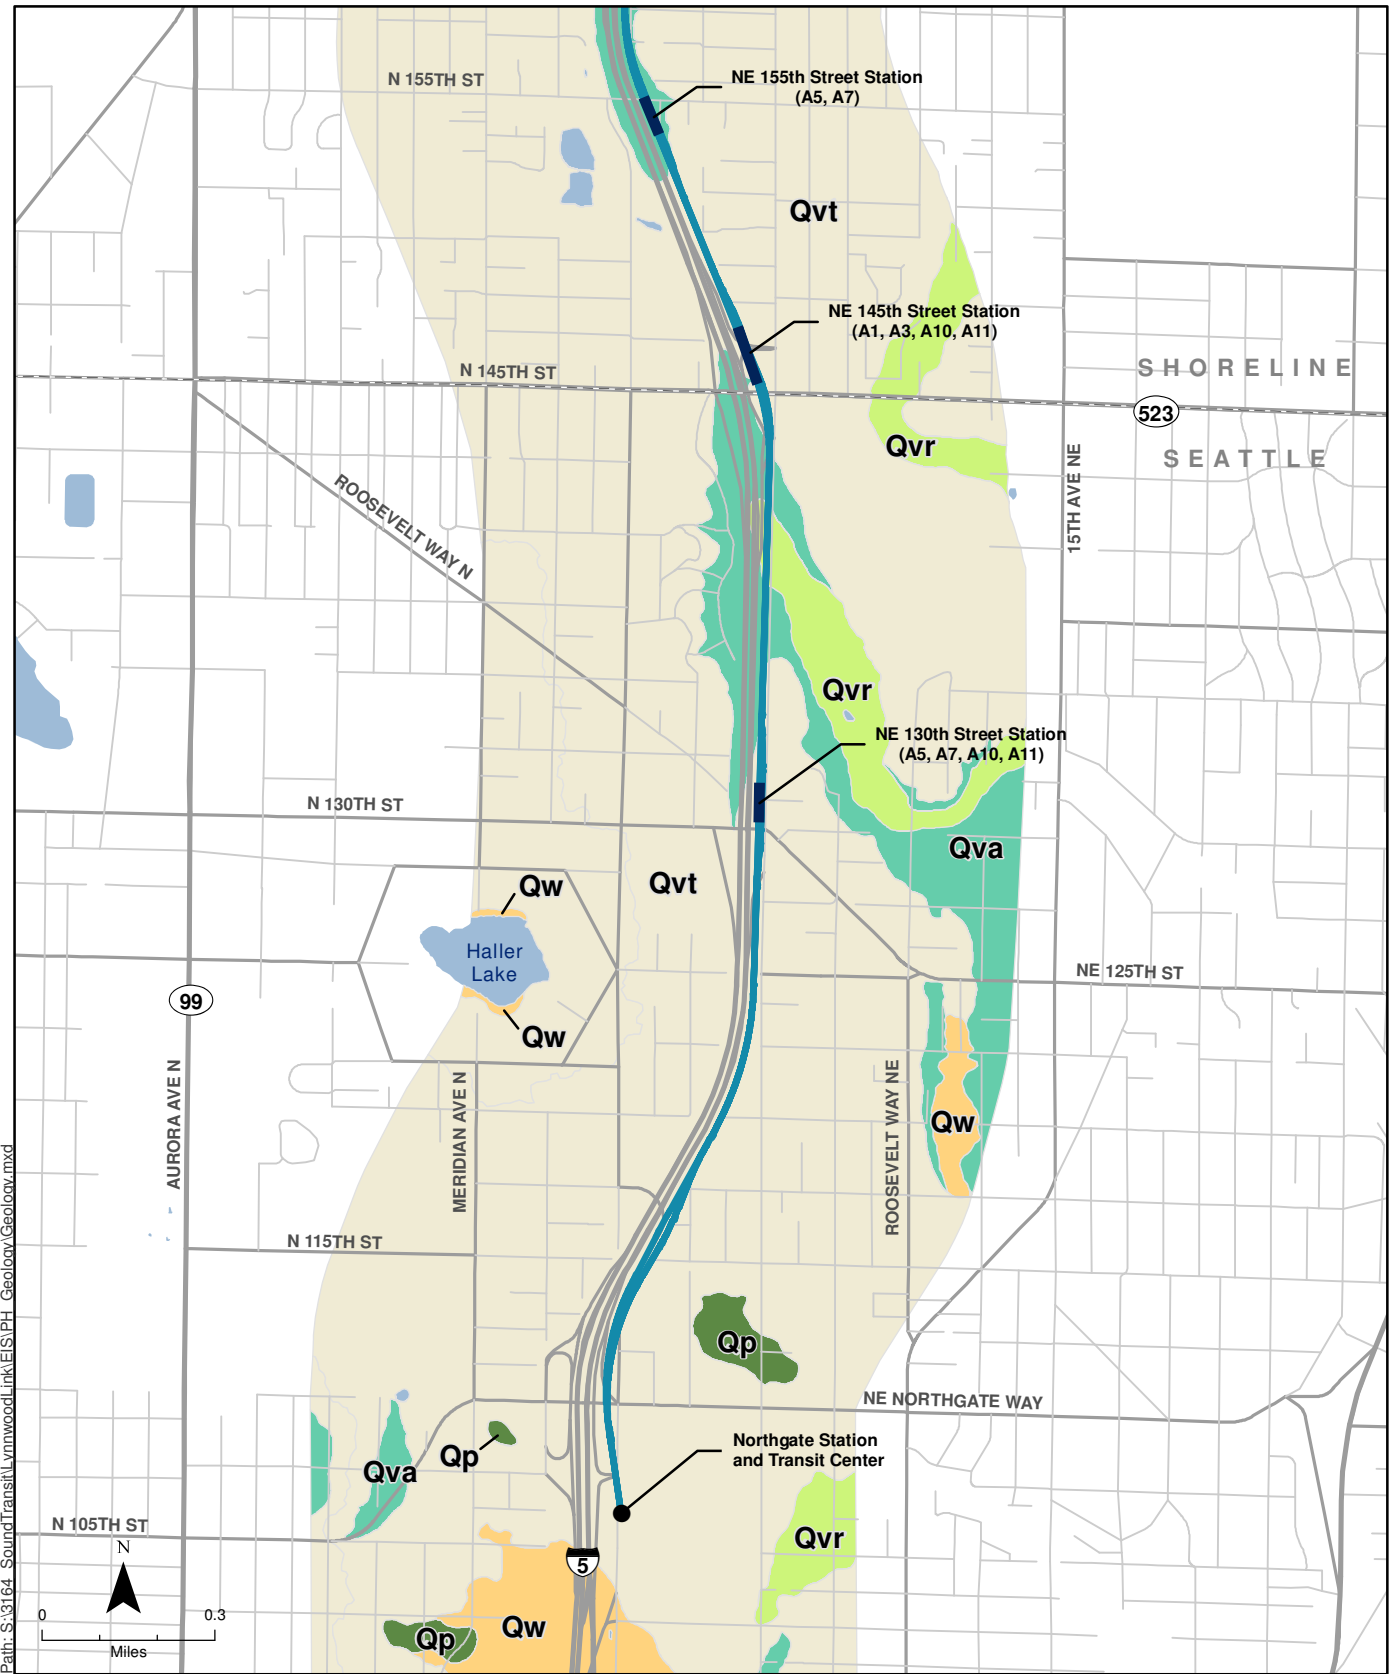 N 155TH ST
NE 155th Street Station
(A5, A7)
Qvt
NE 145th Street Station
(A1, A3, A10, A11)
N 145TH ST
SHORELINE
523
SEATTLE
Qvr
15TH AVE NE
ROOSEVELT WAY N
Qvr
NE 130th Street Station
(A5, A7, A10, A11)
N 130TH ST
Qva
Qw
Qvt
Haller
Lake
NE 125TH ST
99
Qw
AURORA AVE N
MERIDIAN AVE N
ROOSEVELT WAY NE
Qw
N 115TH ST
Qp
NE NORTHGATE WAY
Northgate Station
and Transit Center
Qp
Qva
N 105TH ST
Qvr
N
5
0 0.3
Miles
Qw
Qp
Path: S:\3164_SoundTransit\LynnwoodLink\EIS\PH_Geology\Geology.mxd